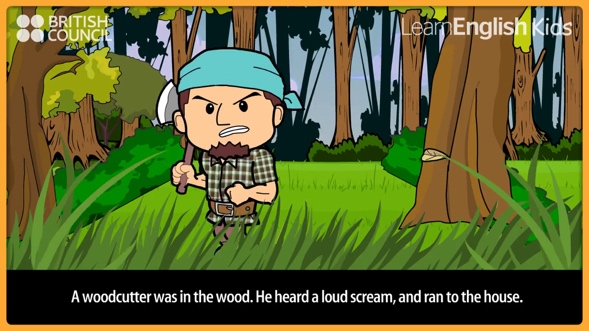 BRITISH
COUNCIL
LearnEnglish Kids
A woodcutter was in the wood. He heard a loud scream, and ran to the house.